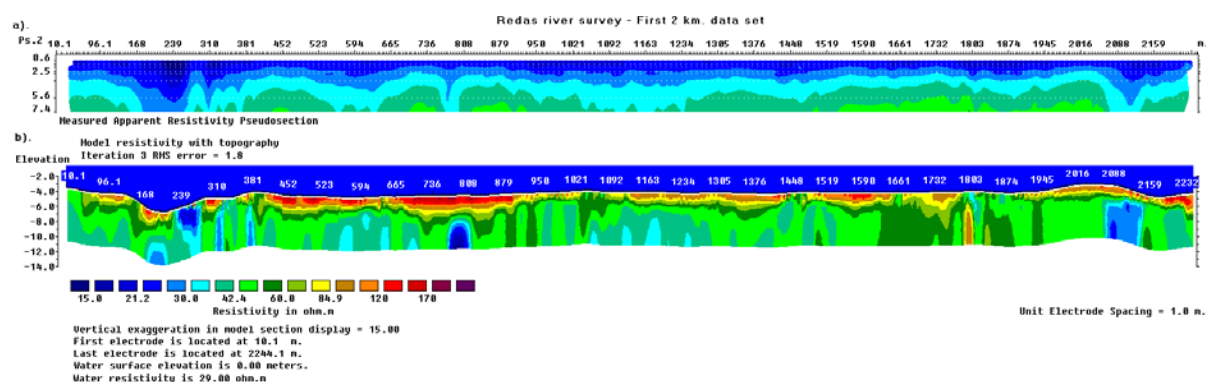 Redas river survey - First 2 km. data set
a).
Ps.Z
10.1 96.1 168 239 310 381 452 523 594 665 736 808 879 950 1021 1092 1163 1234 1305 1376 1448 1519 1590 1661 1732 1803 1874 1945 2016 2088 2159 m.
0.6
2.5
5.6
7.4
Measured Apparent Resistivity Pseudosection
b).
Model resistivity with topography
Iteration 3 RMS error = 1.8
Elevation
10.1 96.1 168 239 310 381 452 523 594 665 736 808 879 950 1021 1092 1163 1234 1305 1376 1448 1519 1590 1661 1732 1803 1874 1945 2016 2088 2159 2232
-2.0
-4.0
-6.0
-8.0
-10.0
-12.0
-14.0
15.0 21.2 30.0 42.4 60.0 84.9 120 170
Resistivity in ohm.m
Unit Electrode Spacing = 1.0 m.
Vertical exaggeration in model section display = 15.00
First electrode is located at 10.1 m.
Last electrode is located at 2244.1 m.
Water surface elevation is 0.00 meters.
Water resistivity is 29.00 ohm.m